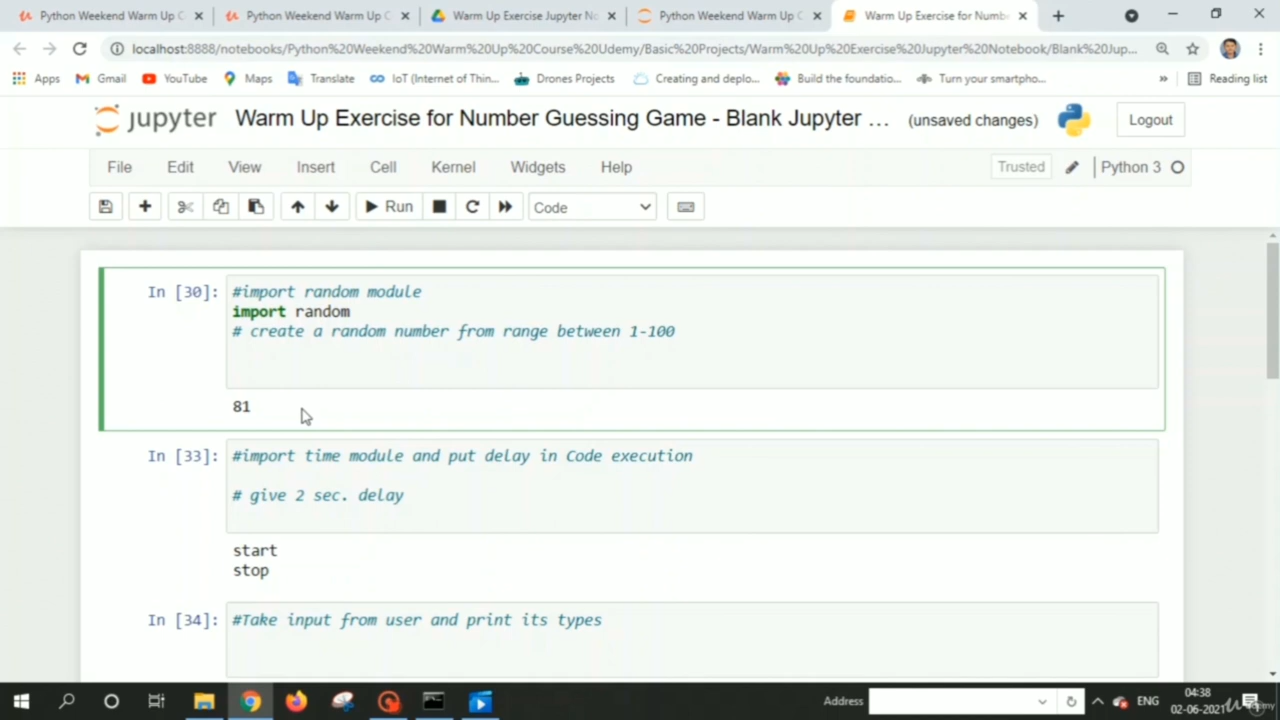 Python Weekend Warm Up C
Python Weekend Warm Up C
Warm Up Exercise Jupyter No
Python Weekend Warm Up C
Warm Up Exercise for Numb
localhost:8888/notebooks/Python%20Weekend%20Warm%20Up%20Course%20Udemy/Basic%20Projects/Warm%20Up%20Exercise%20Jupyter%20Notebook/Blank%20Jup...
Apps
Gmail
YouTube
Maps
Translate
IoT (Internet of Thin...
Drones Projects
Creating and deplo...
Build the foundatio...
Turn your smartpho...
»
Reading list
jupyter
Warm Up Exercise for Number Guessing Game - Blank Jupyter ...
(unsaved changes)
Logout
File
Edit
View
Insert
Cell
Kernel
Widgets
Help
Trusted
Python 3
Run
Code
In [30]:
#import random module
import random
# create a random number from range between 1-100
81
In [33]:
#import time module and put delay in Code execution
# give 2 sec. delay
start
stop
In [34]:
#Take input from user and print its types
Address
ENG
04:38
02-06-2021
Udemy